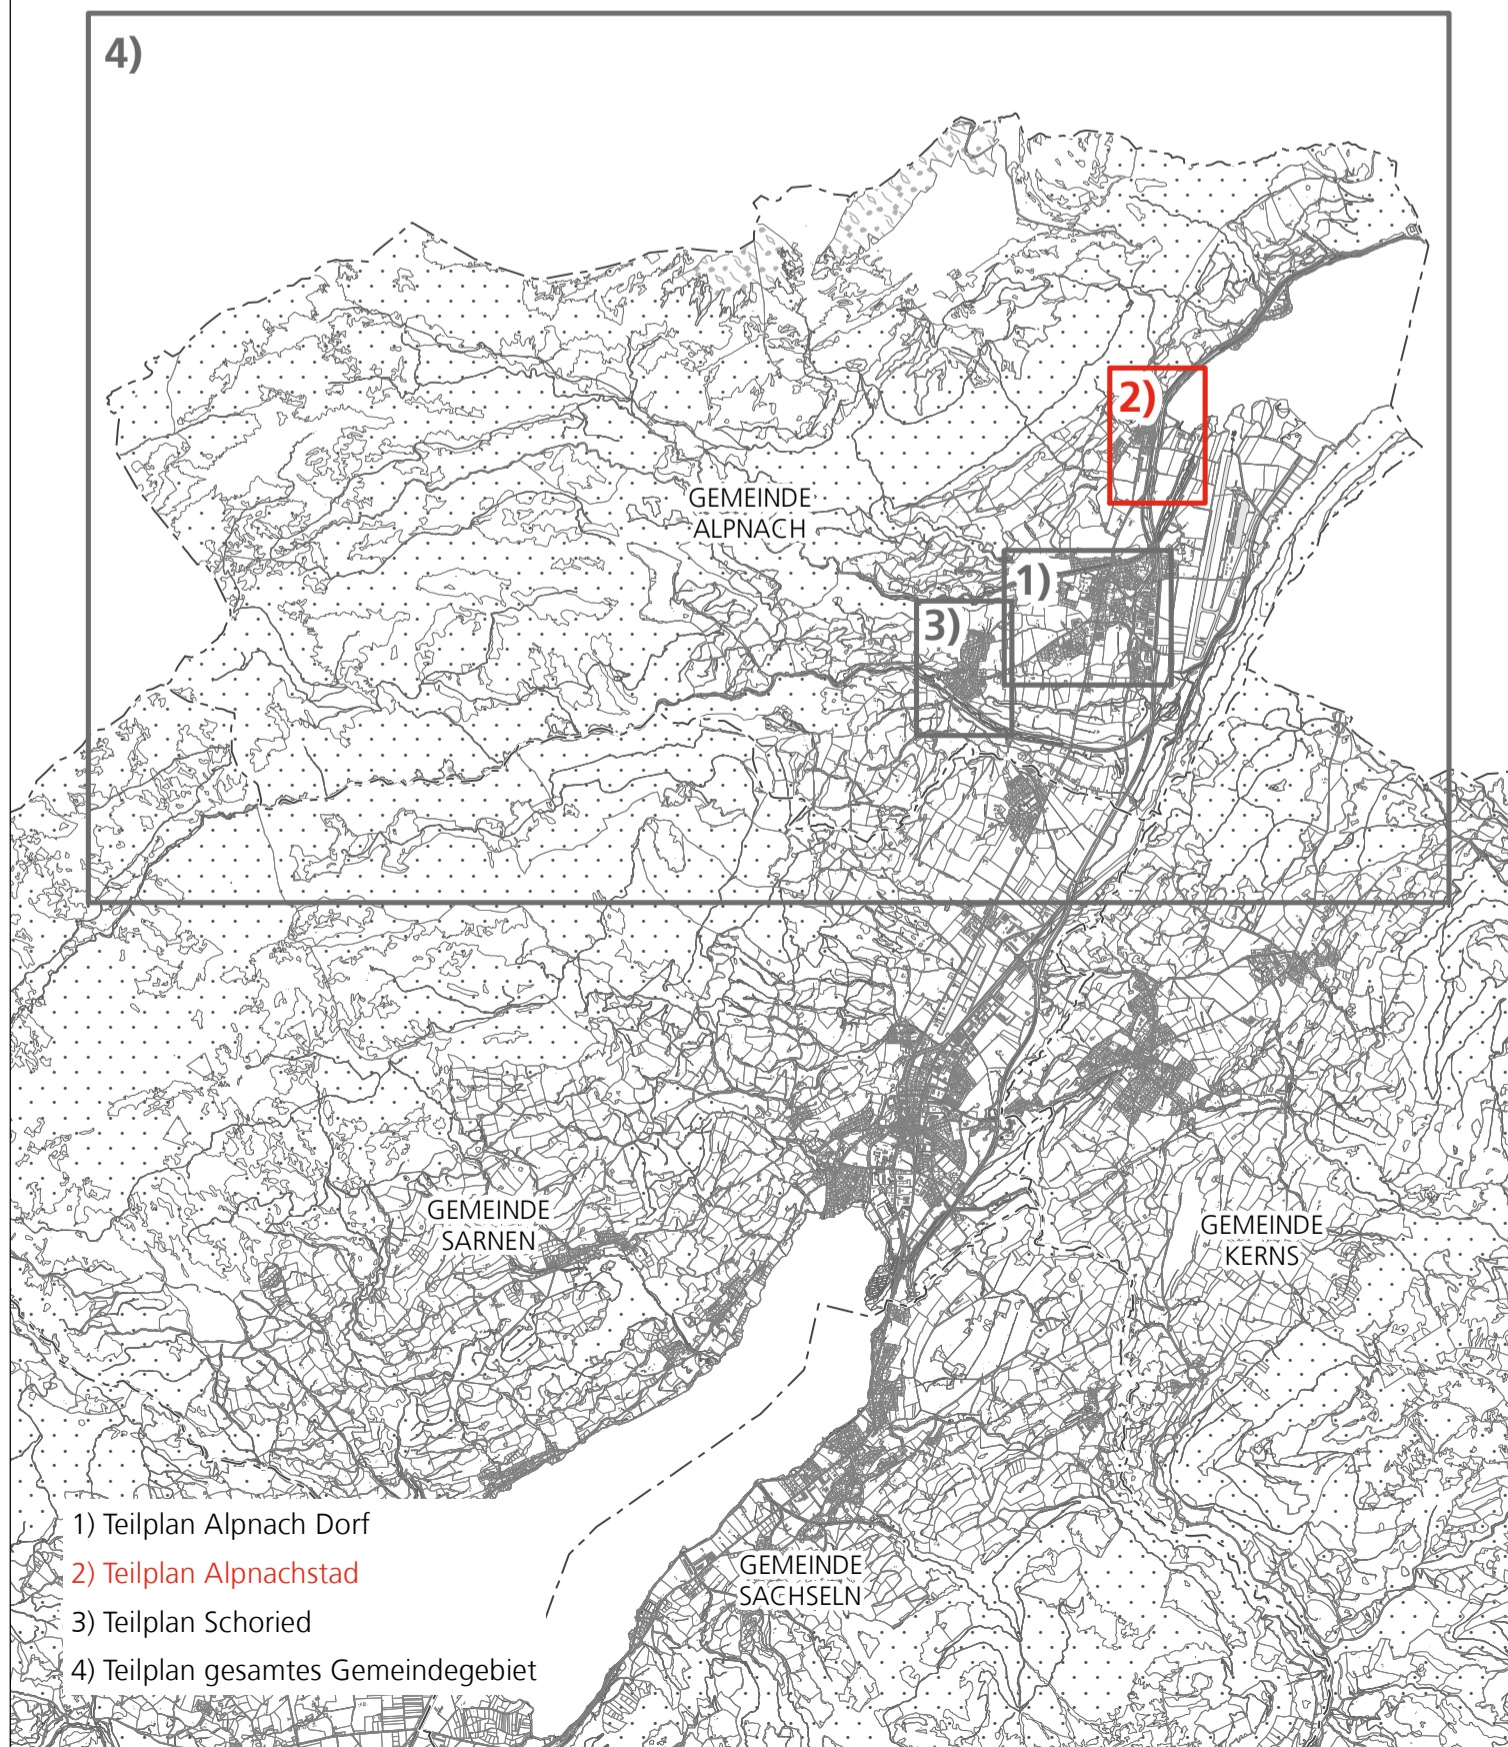 4)
2)
GEMEINDE
ALPNACH
1)
3)
GEMEINDE
SARNEN
GEMEINDE
KERNS
1) Teilplan Alpnach Dorf
2) Teilplan Alpnachstad
3) Teilplan Schoried
4) Teilplan gesamtes Gemeindegebiet
GEMEINDE
SACHSELN